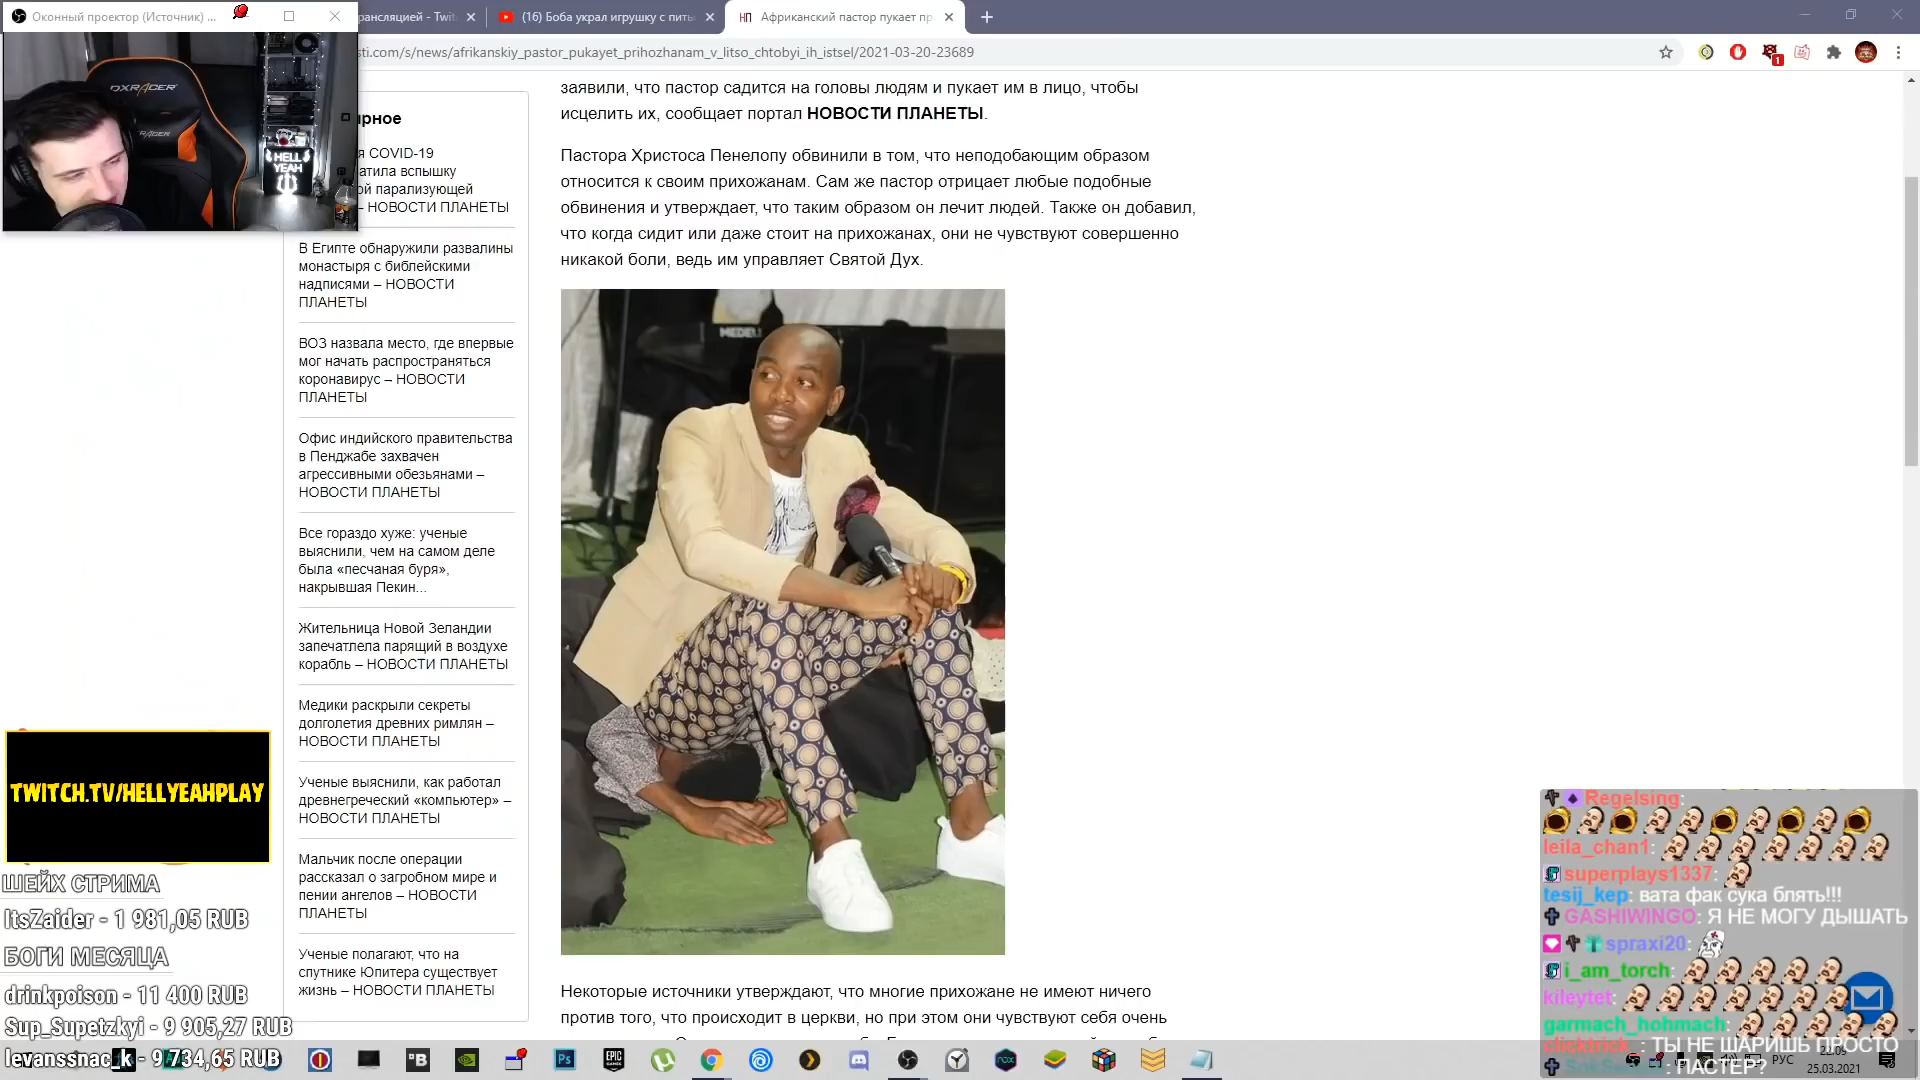 Оконный проектор (Источник) ...
рансляцией - Twit
(16) Боба украл игрушку с пить
НП Африканский пастор пукает пр
sti.com/s/news/afrikanskiy_pastor_pukayet_prihozhanam_v_litso_chtobyi_ih_istsel/2021-03-20-23689
DXRACER
HELL
YEAH
рное
я COVID-19
атила вспышку
ой парализующей
– НОВОСТИ ПЛАНЕТЫ
В Египте обнаружили развалины
монастыря с библейскими
надписями – НОВОСТИ
ПЛАНЕТЫ
ВОЗ назвала место, где впервые
мог начать распространяться
коронавирус – НОВОСТИ
ПЛАНЕТЫ
Офис индийского правительства
в Пенджабе захвачен
агрессивными обезьянами –
НОВОСТИ ПЛАНЕТЫ
Все гораздо хуже: ученые
выяснили, чем на самом деле
была «песчаная буря»,
накрывшая Пекин...
Жительница Новой Зеландии
запечатлела парящий в воздухе
корабль – НОВОСТИ ПЛАНЕТЫ
Медики раскрыли секреты
долголетия древних римлян –
НОВОСТИ ПЛАНЕТЫ
Ученые выяснили, как работал
древнегреческий «компьютер» –
НОВОСТИ ПЛАНЕТЫ
Мальчик после операции
рассказал о загробном мире и
пении ангелов – НОВОСТИ
ПЛАНЕТЫ
Ученые полагают, что на
спутнике Юпитера существует
жизнь – НОВОСТИ ПЛАНЕТЫ
заявили, что пастор садится на головы людям и пукает им в лицо, чтобы
исцелить их, сообщает портал НОВОСТИ ПЛАНЕТЫ.
Пастора Христоса Пенелопу обвинили в том, что неподобающим образом
относится к своим прихожанам. Сам же пастор отрицает любые подобные
обвинения и утверждает, что таким образом он лечит людей. Также он добавил,
что когда сидит или даже стоит на прихожанах, они не чувствуют совершенно
никакой боли, ведь им управляет Святой Дух.
Некоторые источники утверждают, что многие прихожане не имеют ничего
против того, что происходит в церкви, но при этом они чувствуют себя очень
TWITCH.TV/HELLYEAHPLAY
ШЕЙХ СТРИМА
ItsZaider - 1 981,05 RUB
БОГИ МЕСЯЦА
drinkpoison - 11 400 RUB
Sup_Supetzkyi - 9 905,27 RUB
levanssnac_k - 9 734,65 RUB
Regelsing:
leila_chan1:
superplays1337:
tesij_kep: вата фак сука блять!!!
GASHIWINGO: Я НЕ МОГУ ДЫШАТЬ
spraxi20:
i_am_torch:
kileytet:
garmach_hohmach:
clicktrick_: ТЫ НЕ ШАРИШЬ ПРОСТО
: ПАСТЕР?
РУС
22:09
25.03.2021